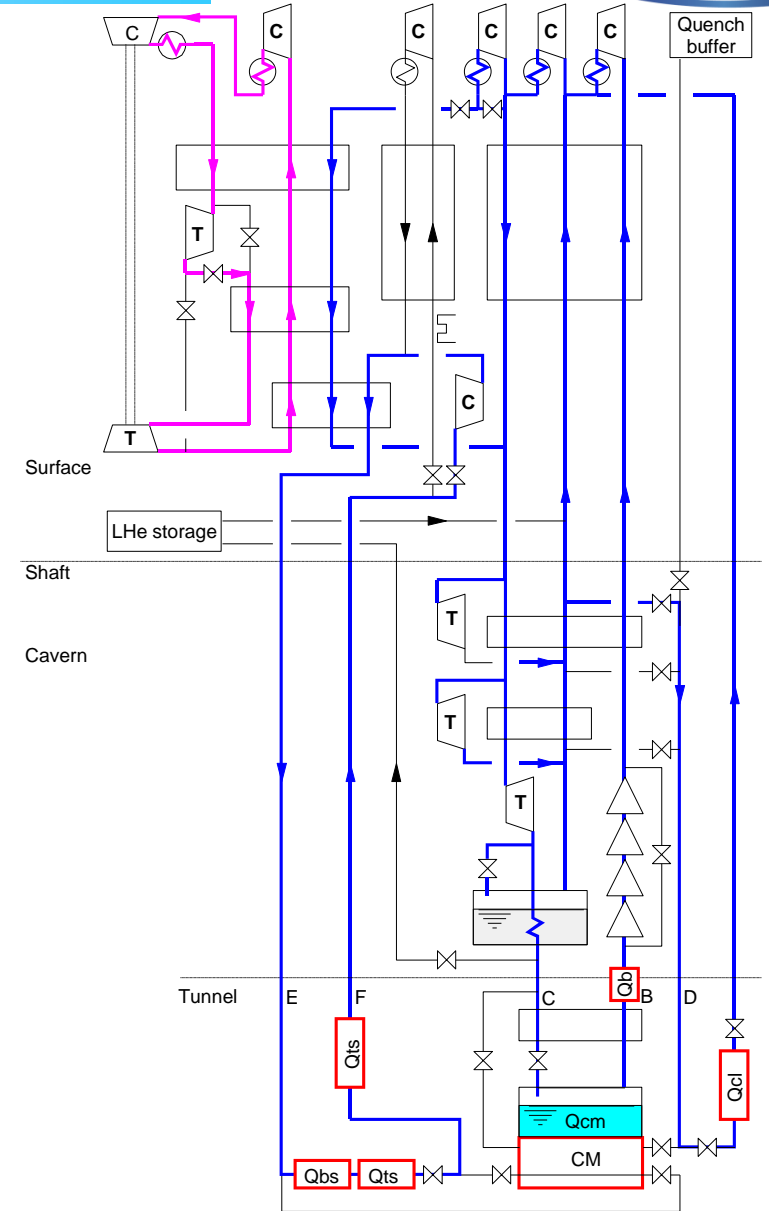 C
C
C
C
C
C
Quench
buffer
T
C
T
Surface
LHe storage
Shaft
T
Cavern
T
T
Tunnel
E
F
C
Qb
B
D
Qts
Qcl
Qcm
CM
Qbs
Qts